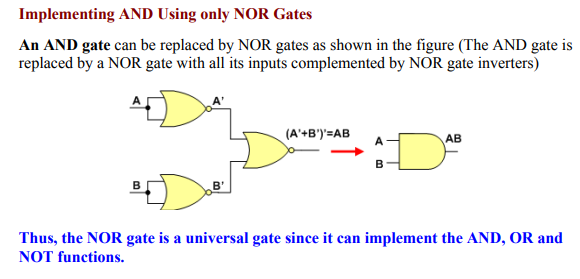 Implementing AND Using only NOR Gates
An AND gate can be replaced by NOR gates as shown in the figure (The AND gate is
replaced by a NOR gate with all its inputs complemented by NOR gate inverters)
A
A'
(A'+B')'=AB
A
AB
B
B
B'
Thus, the NOR gate is a universal gate since it can implement the AND, OR and
NOT functions.